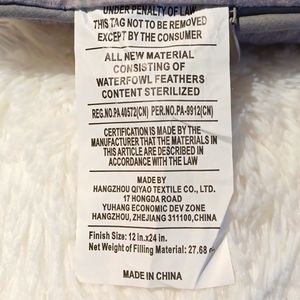 UNDER PENALTY OF LAW
THIS TAG NOT TO BE REMOVED
EXCEPT BY THE CONSUMER
ALL NEW MATERIAL
CONSISTING OF
WATERFOWL FEATHERS
CONTENT STERILIZED
REG.NO.PA40572(CN) PER.NO.PA-9912(CN)
CERTIFICATION IS MADE BY THE
MANUFACTURER THAT THE MATERIALS IN
THIS ARTICLE ARE DESCRIBED IN
ACCORDANCE WITH THE LAW
MADE BY
HANGZHOU QIYAO TEXTILE CO., LTD.
17 HONGDA ROAD
YUHANG ECONOMIC DEV ZONE
HANGZHOU, ZHEJIANG 311100,CHINA
Finish Size: 12 in.x24 in.
Net Weight of Filling Material: 27.68
MADE IN CHINA